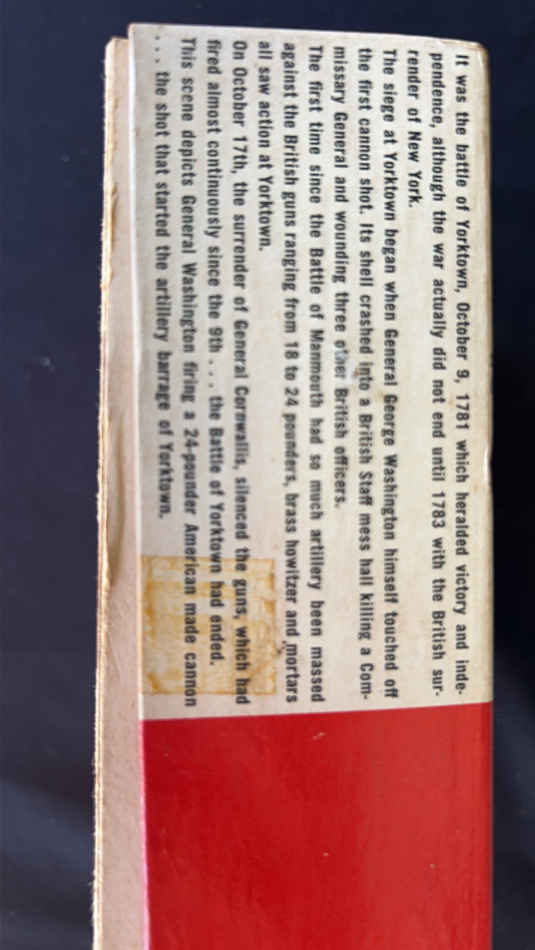 It was the battle of Yorktown, October 9, 1781 which heralded victory and inde-
pendence, although the war actually did not end until 1783 with the British sur-
render of New York.
The siege at Yorktown began when General George Washington himself touched off
the first cannon shot. Its shell crashed into a British Staff mess hall killing a Com-
missary General and wounding three other British officers.
The first time since the Battle of Manmouth had so much artillery been massed
against the British guns ranging from 18 to 24 pounders, brass howitzer and mortars
all saw action at Yorktown.
On October 17th, the surrender of General Cornwallis, silenced the guns, which had
fired almost continuously since the 9th . . . the Battle of Yorktown had ended.
This scene depicts General Washington firing a 24-pounder American made cannon
. . . the shot that started the artillery barrage of Yorktown.